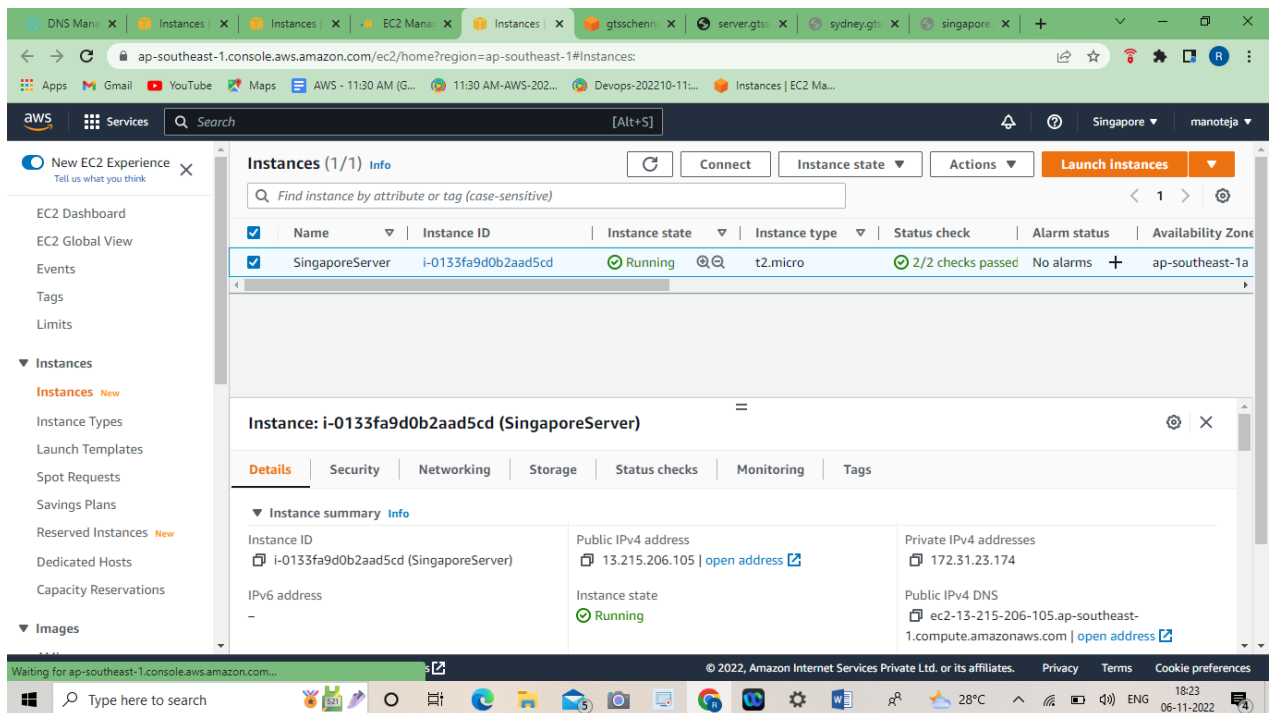 DNS Mana
Instances |
Instances |
EC2 Mana
Instances |
gtsschenn
server.gtss
sydney.gts
singapore.
ap-southeast-1.console.aws.amazon.com/ec2/home?region=ap-southeast-1#Instances:
R
Apps Gmail YouTube Maps AWS - 11:30 AM (G... 11:30 AM-AWS-202... Devops-202210-11:... Instances | EC2 Ma...
aws Services Search [Alt+S] Singapore manoteja
New EC2 Experience
Tell us what you think
EC2 Dashboard
EC2 Global View
Events
Tags
Limits
Instances
Instances New
Instance Types
Launch Templates
Spot Requests
Savings Plans
Reserved Instances New
Dedicated Hosts
Capacity Reservations
Images
Instances (1/1) Info Connect Instance state Actions Launch instances
Find instance by attribute or tag (case-sensitive) 1
Name Instance ID Instance state Instance type Status check Alarm status Availability Zone
SingaporeServer i-0133fa9d0b2aad5cd Running t2.micro 2/2 checks passed No alarms + ap-southeast-1a
Instance: i-0133fa9d0b2aad5cd (SingaporeServer)
Details Security Networking Storage Status checks Monitoring Tags
Instance summary Info
Instance ID
i-0133fa9d0b2aad5cd (SingaporeServer)
Public IPv4 address
13.215.206.105 | open address
Private IPv4 addresses
172.31.23.174
IPv6 address
–
Instance state
Running
Public IPv4 DNS
ec2-13-215-206-105.ap-southeast-
1.compute.amazonaws.com | open address
Waiting for ap-southeast-1.console.aws.amazon.com...
© 2022, Amazon Internet Services Private Ltd. or its affiliates. Privacy Terms Cookie preferences
Type here to search 521 5 R W 28°C ENG 18:23
06-11-2022 4